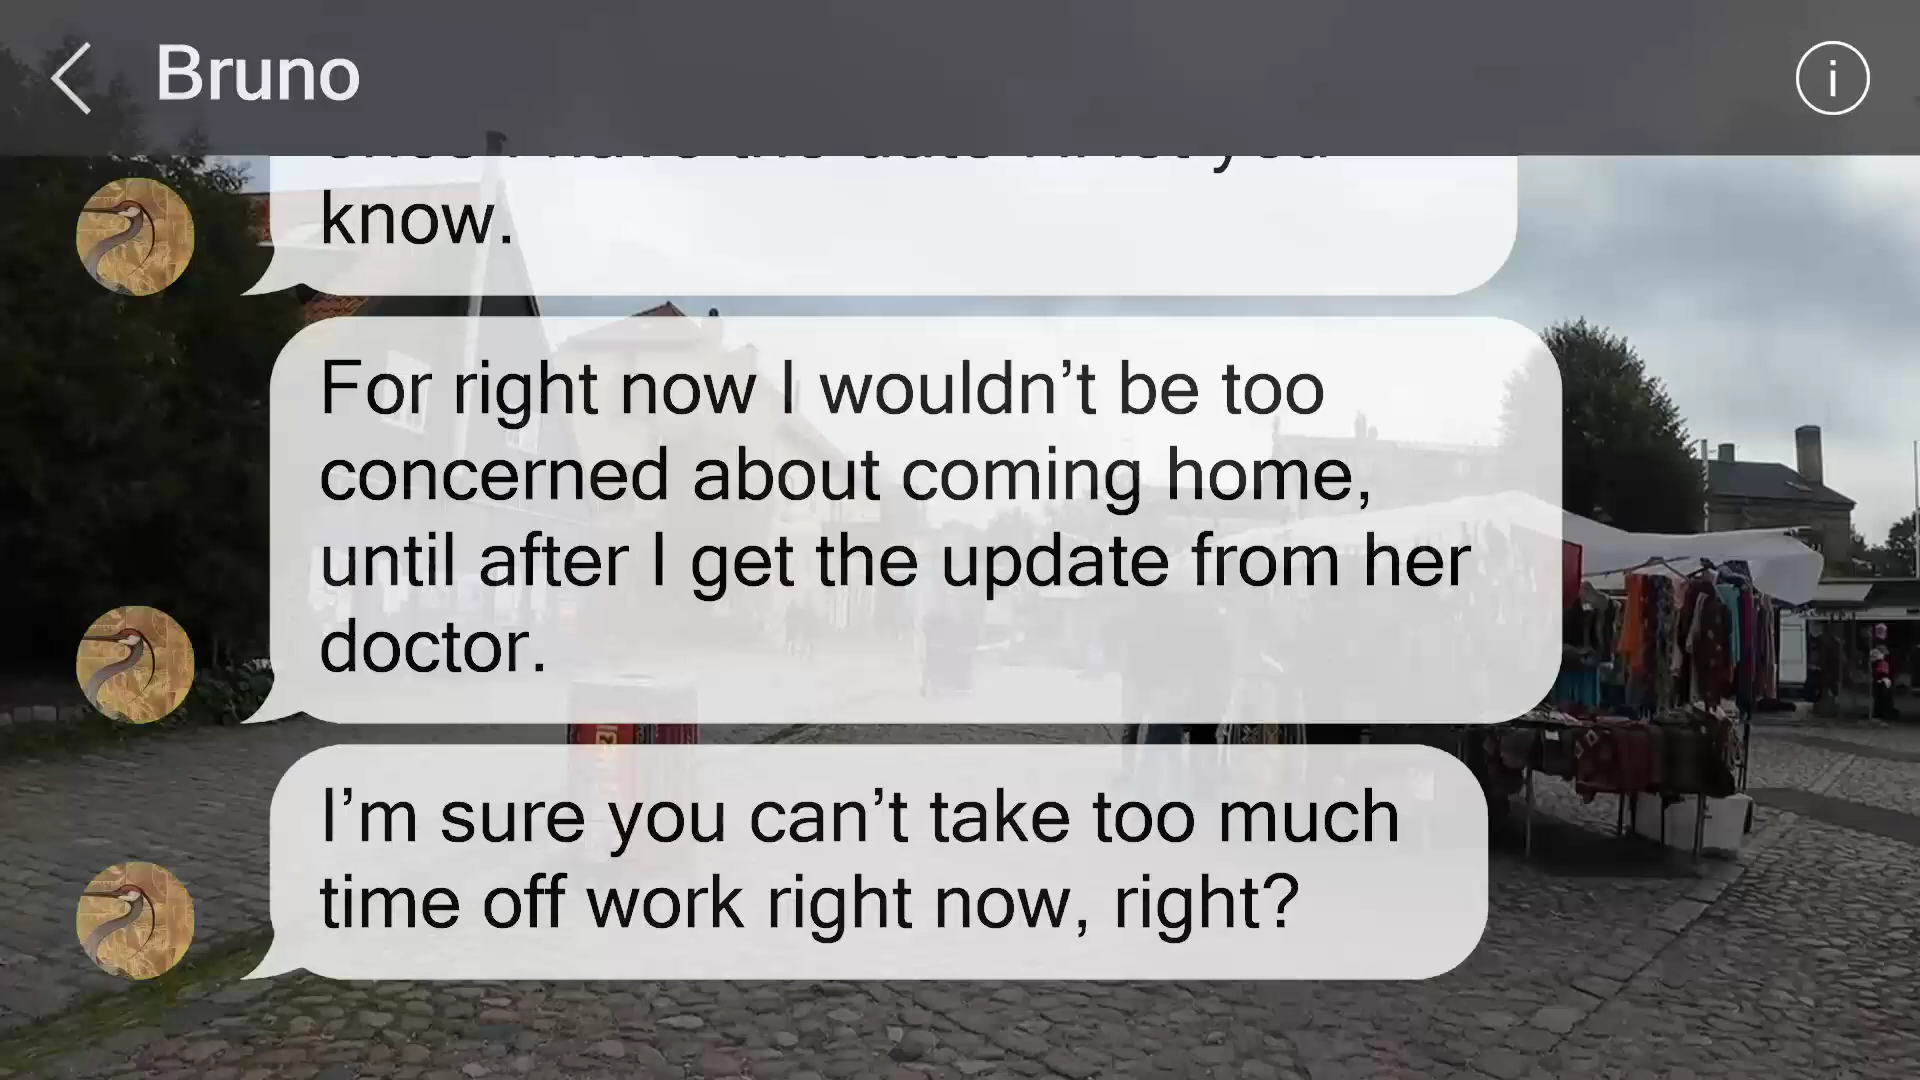 Bruno
know.
For right now I wouldn’t be too
concerned about coming home,
until after I get the update from her
doctor.
I’m sure you can’t take too much
time off work right now, right?